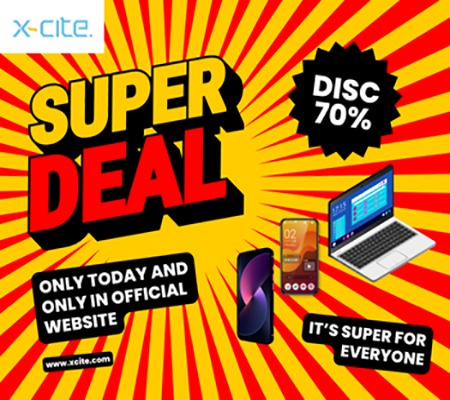 x-cite.
SUPER
DEAL
DISC
70%
ONLY TODAY AND
ONLY IN OFFICIAL
WEBSITE
www.xcite.com
02
IT'S SUPER FOR
EVERYONE